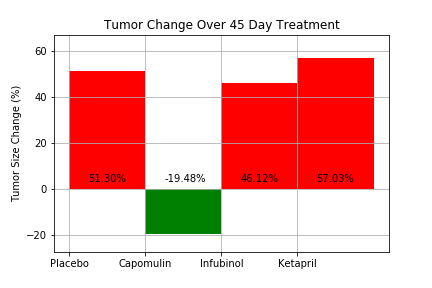 Tumor Change Over 45 Day Treatment
Tumor Size Change (%)
60
40
20
0
−20
51.30%
-19.48%
46.12%
57.03%
Placebo
Capomulin
Infubinol
Ketapril